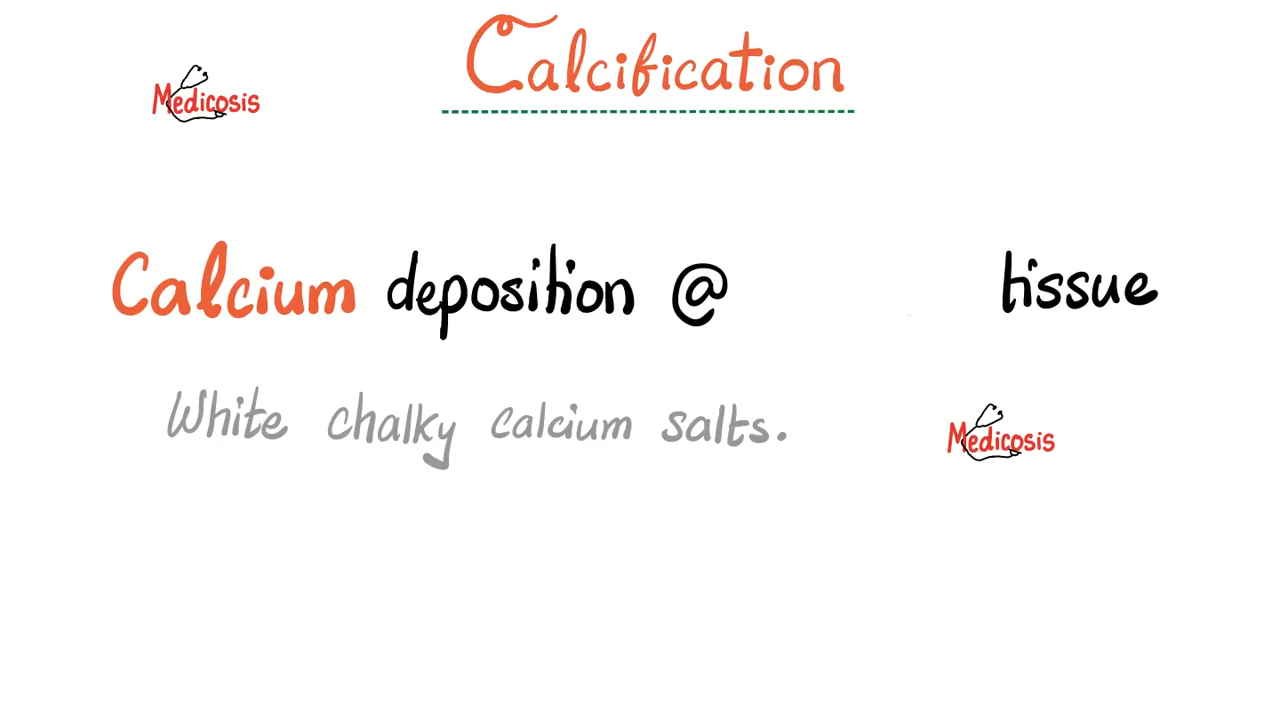 Calcification
Medicosis
Calcium deposition @ tissue
White chalky calcium salts.
Medicosis